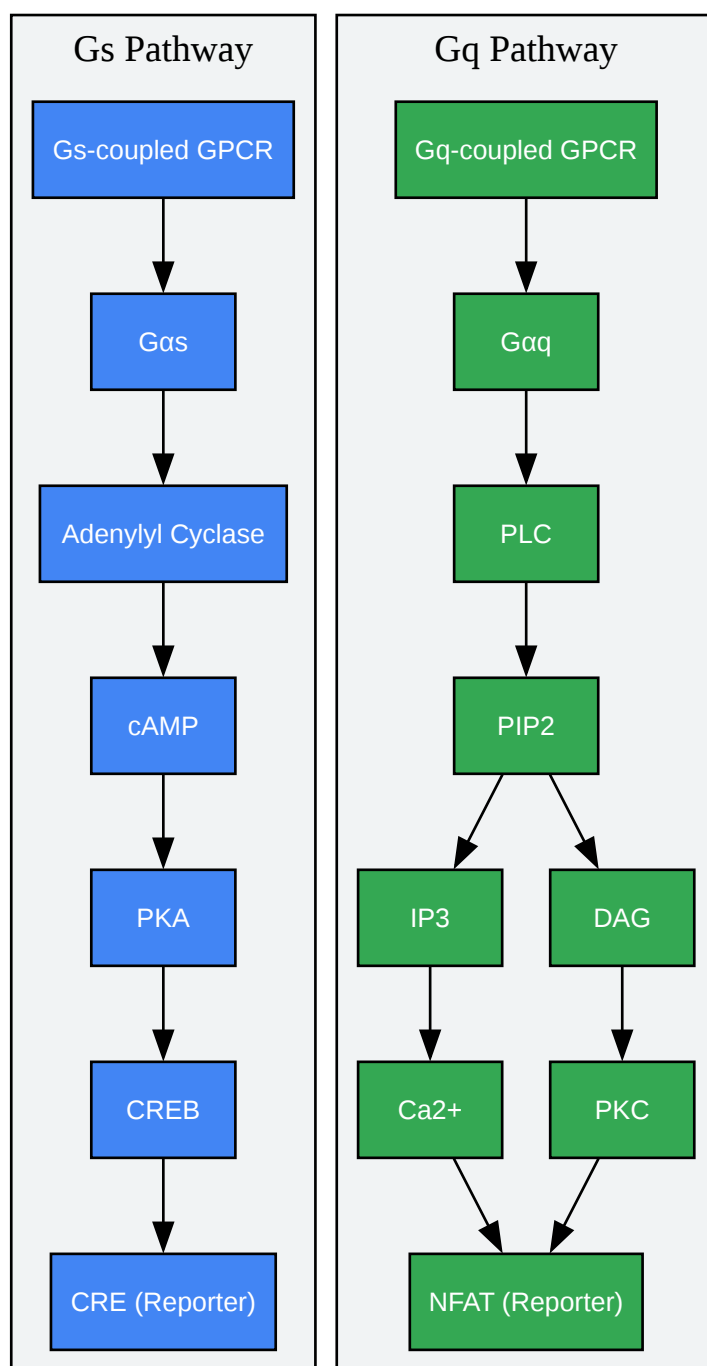 Gs Pathway
Gs-coupled GPCR
Gαs
Adenylyl Cyclase
cAMP
PKA
CREB
CRE (Reporter)
Gq Pathway
Gq-coupled GPCR
Gαq
PLC
PIP2
IP3
DAG
Ca2+
PKC
NFAT (Reporter)